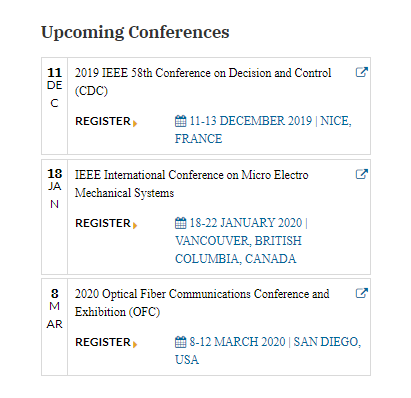 Upcoming Conferences
11
DE
C
2019 IEEE 58th Conference on Decision and Control
(CDC)
REGISTER
11-13 DECEMBER 2019 | NICE,
FRANCE
18
JA
N
IEEE International Conference on Micro Electro
Mechanical Systems
REGISTER
18-22 JANUARY 2020 |
VANCOUVER, BRITISH
COLUMBIA, CANADA
8
M
AR
2020 Optical Fiber Communications Conference and
Exhibition (OFC)
REGISTER
8-12 MARCH 2020 | SAN DIEGO,
USA